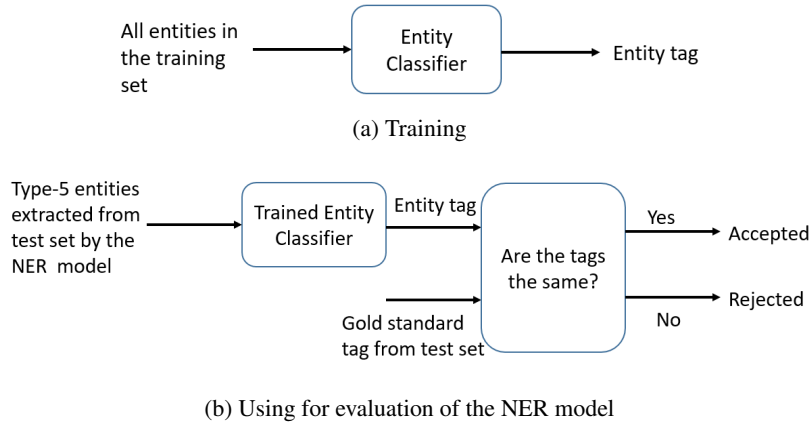 All entities in
the training
set
Entity
Classifier
Entity tag
(a) Training
Type-5 entities
extracted from
test set by the
NER model
Trained Entity
Classifier
Entity tag
Gold standard
tag from test set
Are the tags
the same?
Yes
Accepted
Rejected
No
(b) Using for evaluation of the NER model